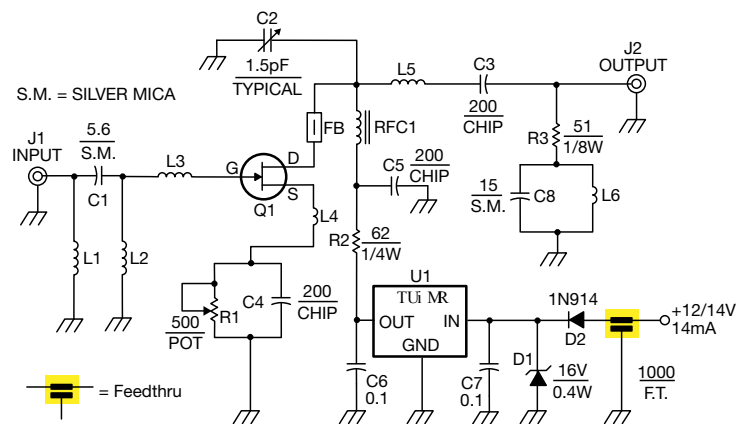 C2
1.5pF
TYPICAL
S.M. = SILVER MICA
J1
INPUT
5.6
S.M.
C1
L3
G
D
S
Q1
FB
RFC1
L5
C3
200
CHIP
J2
OUTPUT
R3
51
1/8W
C5
200
CHIP
15
S.M.
C8
L6
L1
L2
L4
R2
62
1/4W
500
POT
R1
C4
200
CHIP
U1
TUi MR
OUT
IN
GND
1N914
D2
+12/14V
14mA
C6
0.1
C7
0.1
D1
16V
0.4W
1000
F.T.
= Feedthru